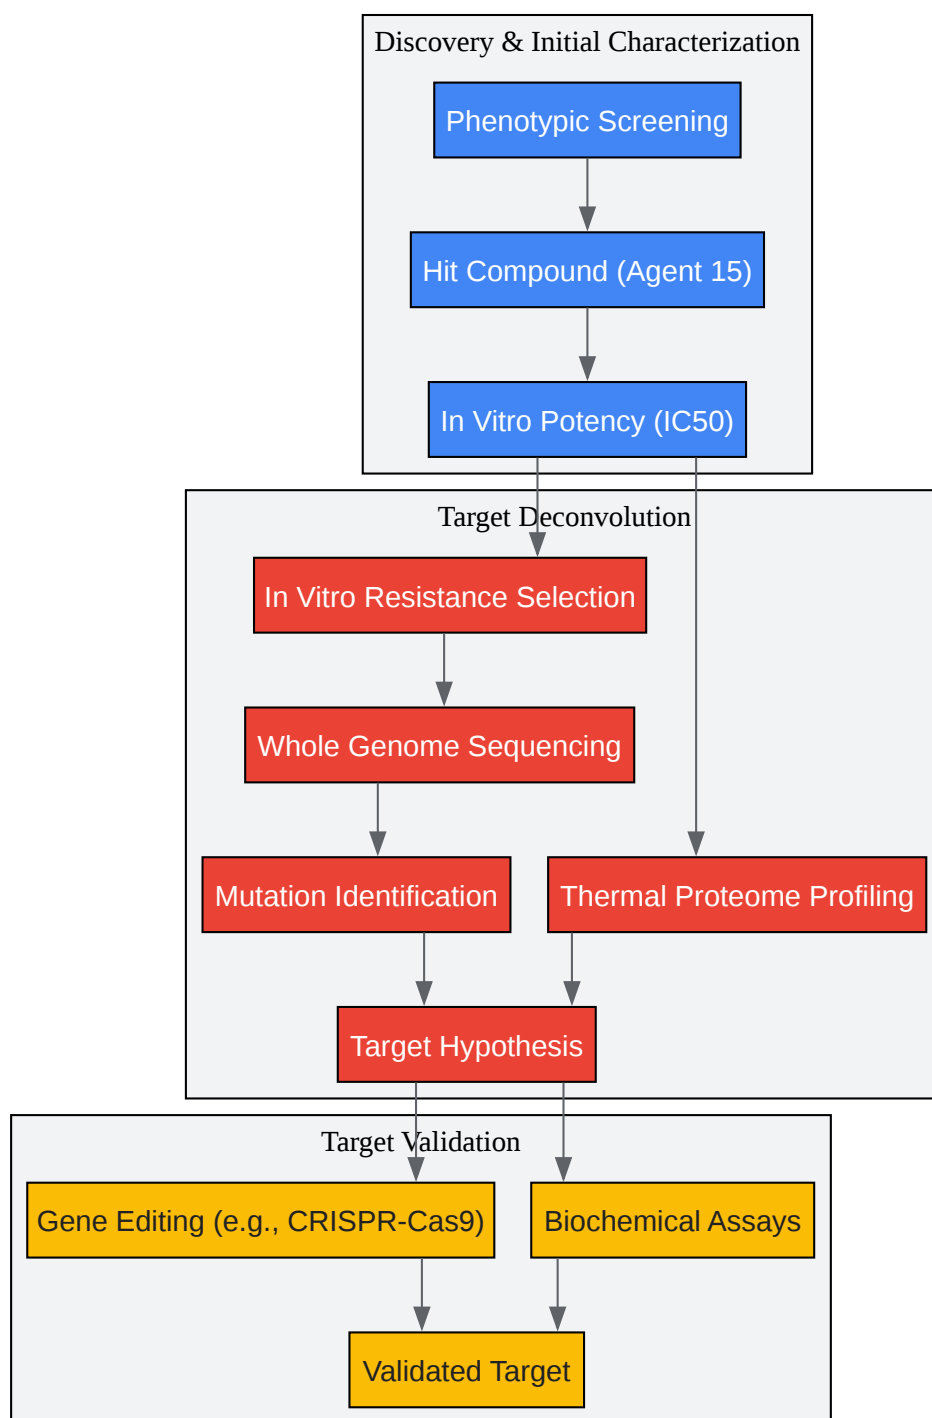 Discovery & Initial Characterization
Phenotypic Screening
Hit Compound (Agent 15)
In Vitro Potency (IC50)
Target Deconvolution
In Vitro Resistance Selection
Whole Genome Sequencing
Mutation Identification
Thermal Proteome Profiling
Target Hypothesis
Target Validation
Gene Editing (e.g., CRISPR-Cas9)
Biochemical Assays
Validated Target